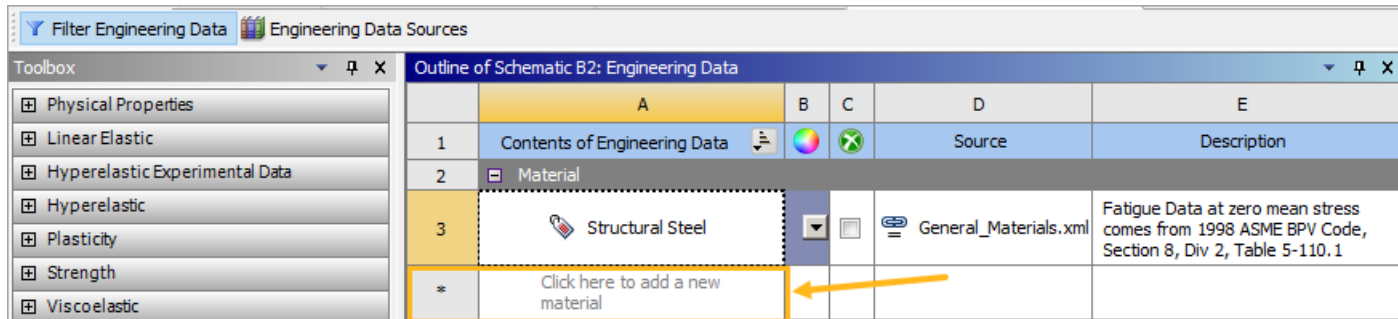 Filter Engineering Data Engineering Data Sources
Toolbox
Physical Properties
Linear Elastic
Hyperelastic Experimental Data
Hyperelastic
Plasticity
Strength
Viscoelastic
Outline of Schematic B2: Engineering Data
A B C D E
1 Contents of Engineering Data Source Description
2 Material
3 Structural Steel General_Materials.xml Fatigue Data at zero mean stress
comes from 1998 ASME BPV Code,
Section 8, Div 2, Table 5-110.1
* Click here to add a new
material